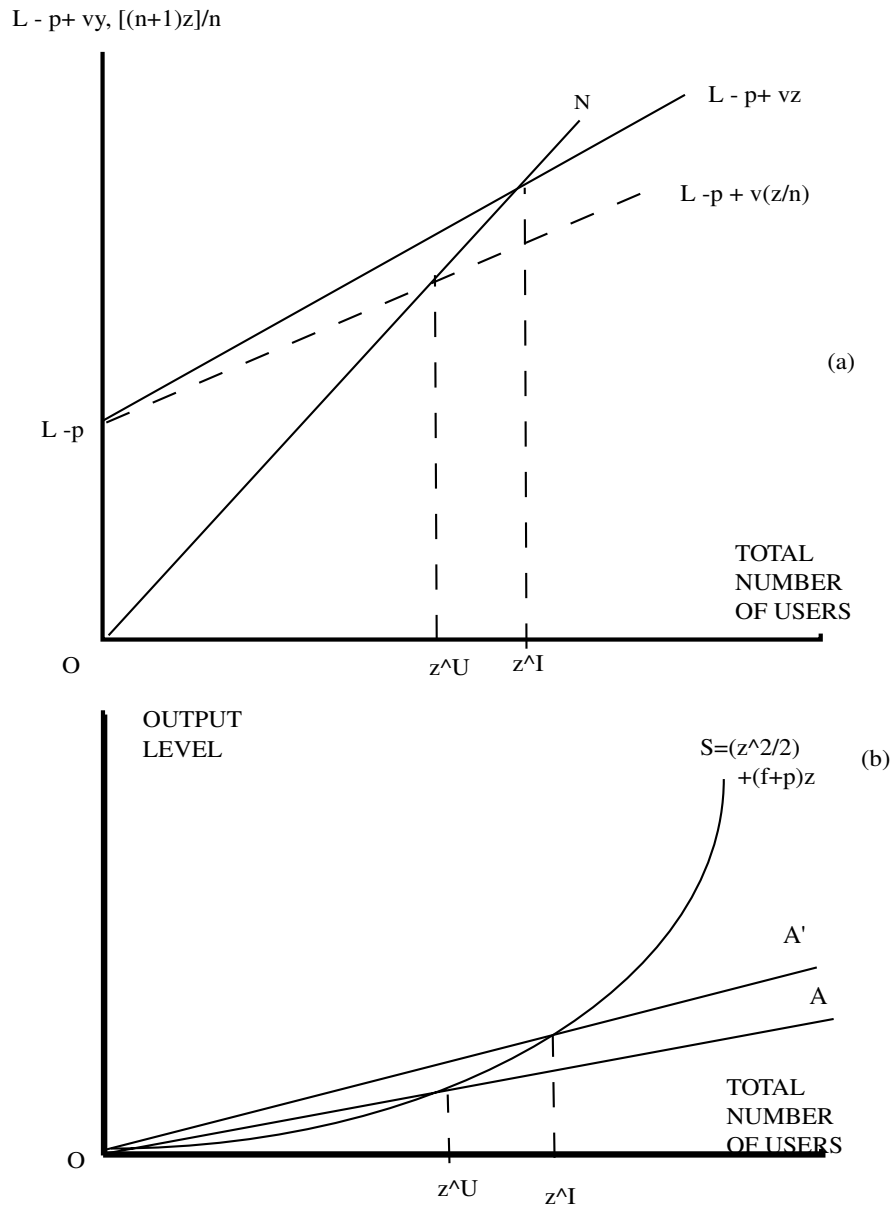 L - p+ vy, [(n+1)z]/n
N
L - p+ vz
L -p + v(z/n)
(a)
L -p
TOTAL
NUMBER
OF USERS
O
z^U
z^I
OUTPUT
LEVEL
S=(z^2/2)
+(f+p)z
(b)
A'
A
TOTAL
NUMBER
OF USERS
O
z^U
z^I